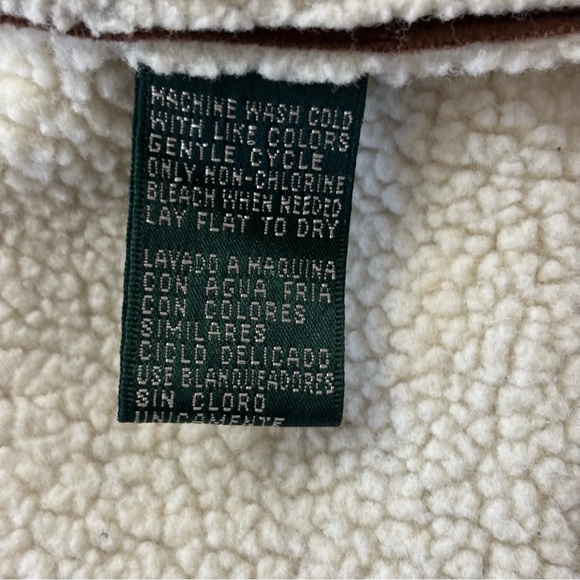 MACHINE WASH COLD
WITH LIKE COLORS
GENTLE CYCLE
ONLY NON-CHLORINE
BLEACH WHEN NEEDED
LAY FLAT TO DRY
LAVADO A MAQUINA
CON AGUA FRIA
CON COLORES
SIMILARES
CICLO DELICADO
USE BLANQUEADORES
SIN CLORO
UNICAMENTE